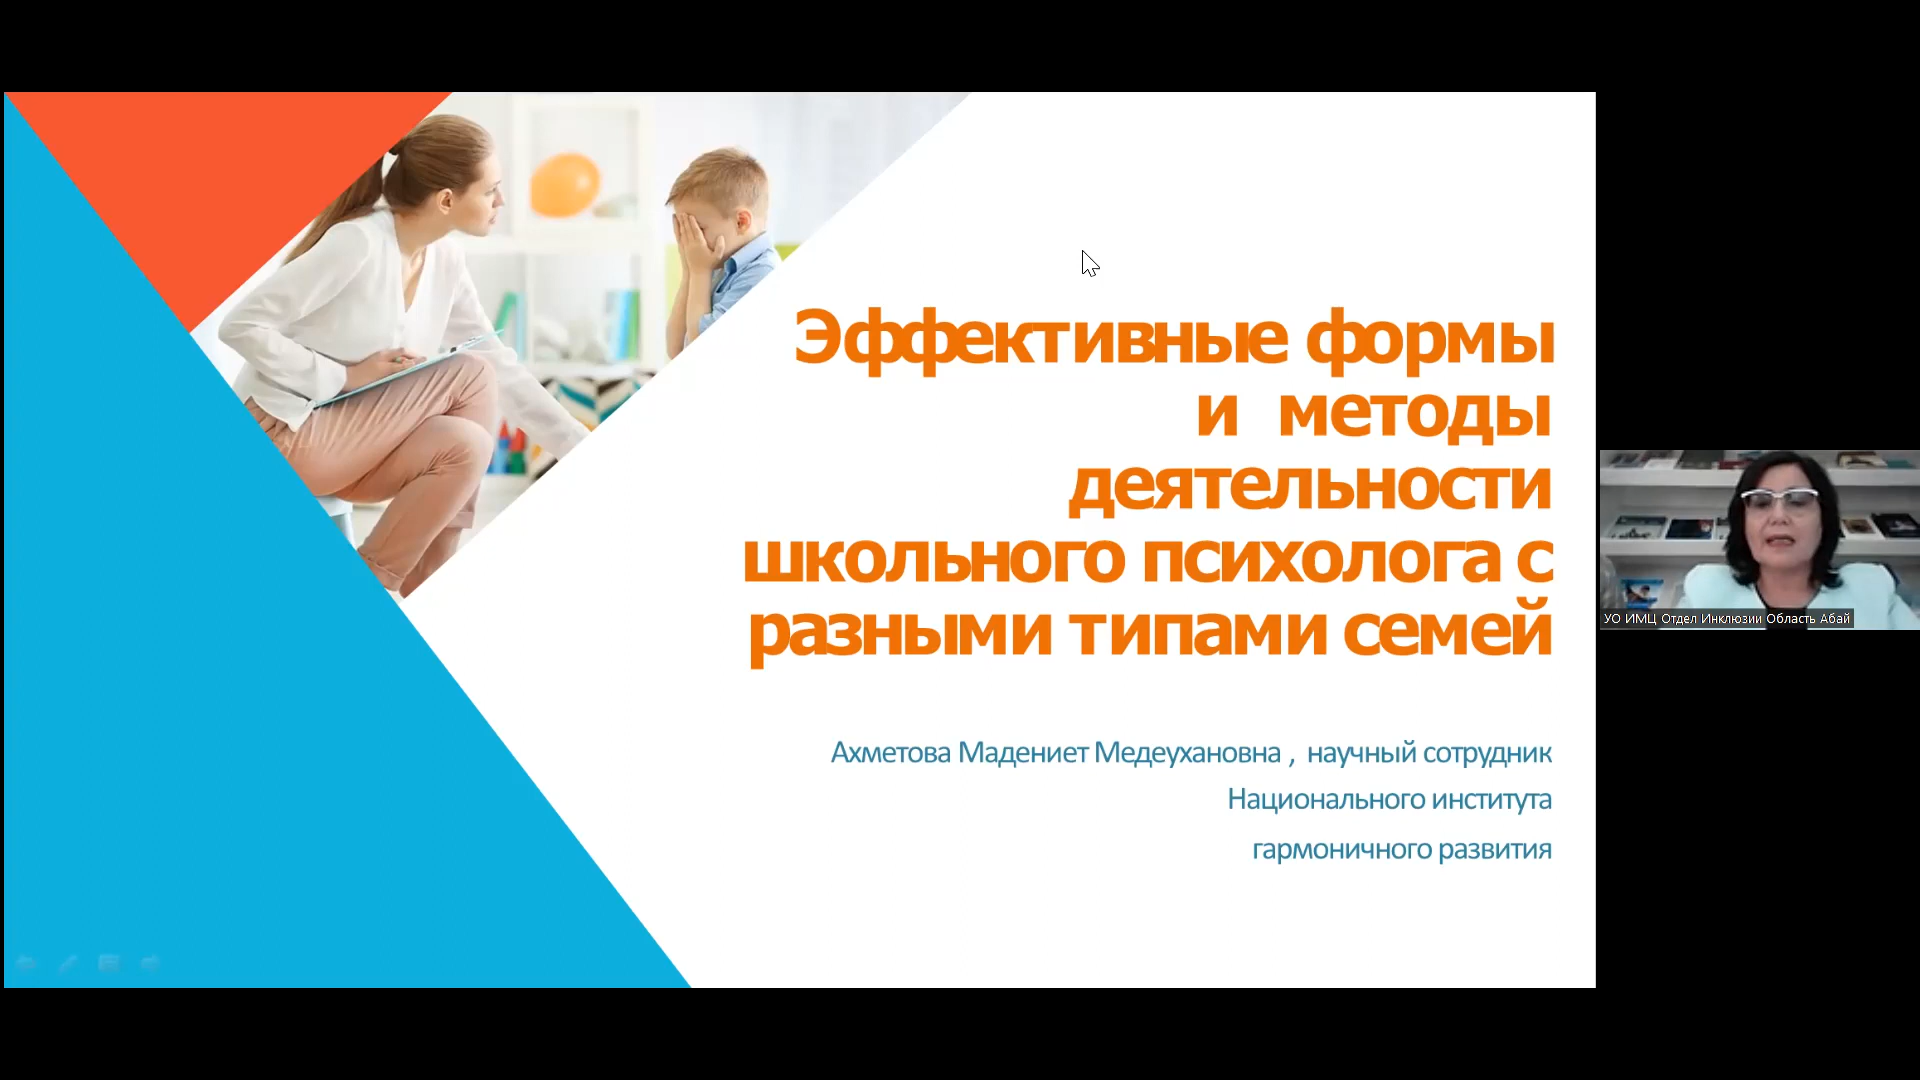 Эффективные формы
и методы
деятельности
школьного психолога с
разными типами семей
Ахметова Мадениет Медеухановна , научный сотрудник
Национального института
гармоничного развития
УО ИМЦ Отдел Инклюзии Область Абай